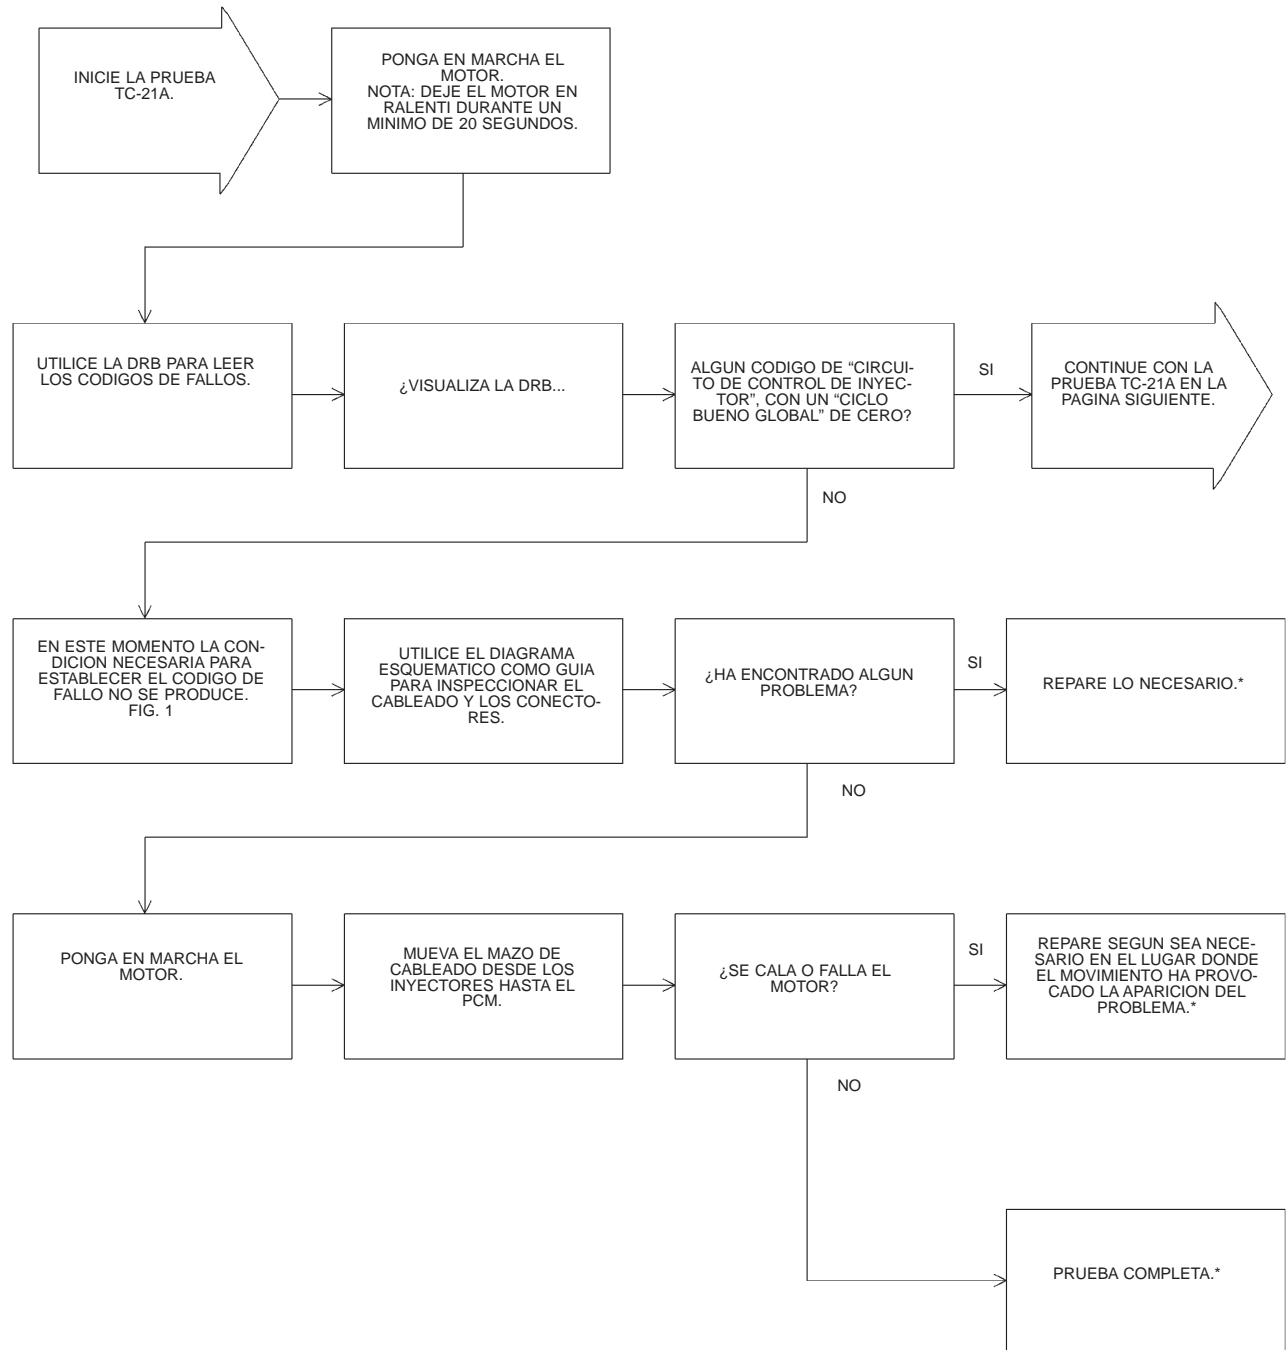 INICIE LA PRUEBA
TC-21A.
PONGA EN MARCHA EL
MOTOR.
NOTA: DEJE EL MOTOR EN
RALENTI DURANTE UN
MINIMO DE 20 SEGUNDOS.
UTILICE LA DRB PARA LEER
LOS CODIGOS DE FALLOS.
¿VISUALIZA LA DRB...
ALGUN CODIGO DE “CIRCUI-
TO DE CONTROL DE INYEC-
TOR”, CON UN “CICLO
BUENO GLOBAL” DE CERO?
SI
CONTINUE CON LA
PRUEBA TC-21A EN LA
PAGINA SIGUIENTE.
NO
EN ESTE MOMENTO LA CON-
DICION NECESARIA PARA
ESTABLECER EL CODIGO DE
FALLO NO SE PRODUCE.
FIG. 1
UTILICE EL DIAGRAMA
ESQUEMATICO COMO GUIA
PARA INSPECCIONAR EL
CABLEADO Y LOS CONECTO-
RES.
¿HA ENCONTRADO ALGUN
PROBLEMA?
SI
REPARE LO NECESARIO.*
NO
PONGA EN MARCHA EL
MOTOR.
MUEVA EL MAZO DE
CABLEADO DESDE LOS
INYECTORES HASTA EL
PCM.
¿SE CALA O FALLA EL
MOTOR?
SI
REPARE SEGUN SEA NECE-
SARIO EN EL LUGAR DONDE
EL MOVIMIENTO HA PROVO-
CADO LA APARICION DEL
PROBLEMA.*
NO
PRUEBA COMPLETA.*